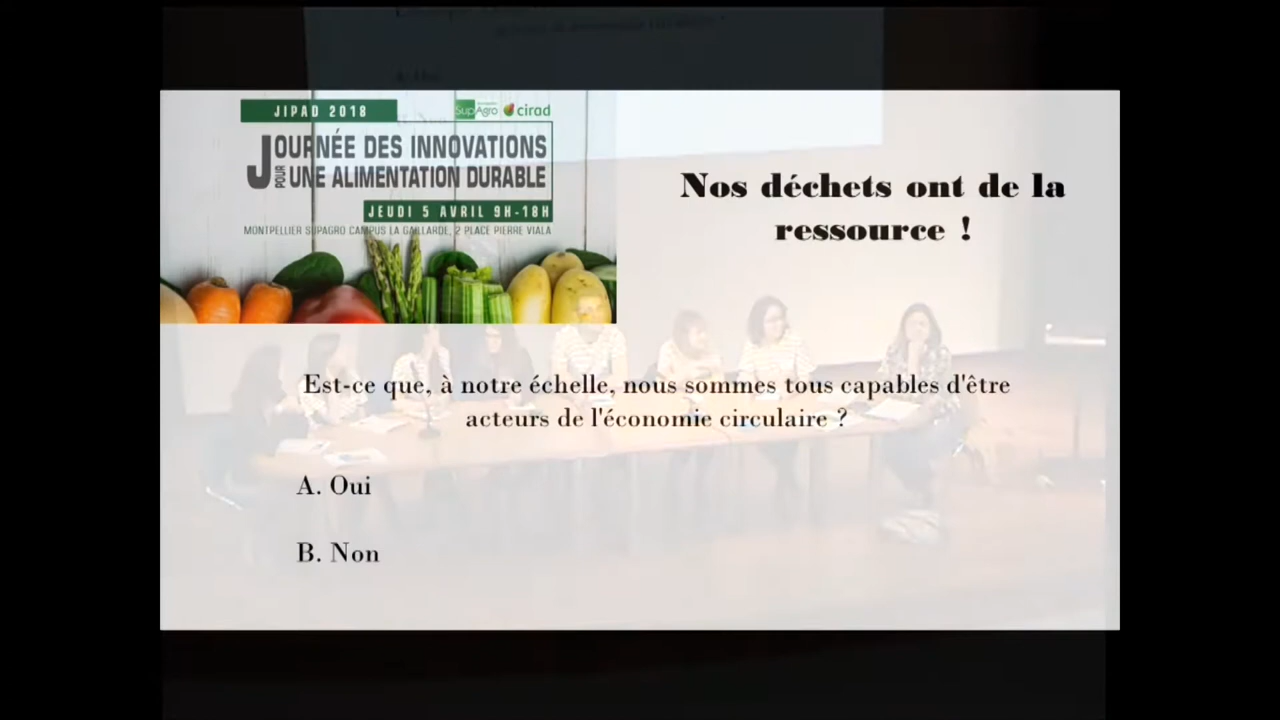 JIPAD 2018
SupAgro cirad
JOURNÉE DES INNOVATIONS
POUR UNE ALIMENTATION DURABLE
JEUDI 5 AVRIL 9H-18H
MONTPELLIER SUPAGRO CAMPUS LA GAILLARDE, 2 PLACE PIERRE VIALA
Nos déchets ont de la
ressource !
Est-ce que, à notre échelle, nous sommes tous capables d'être
acteurs de l'économie circulaire ?
A. Oui
B. Non